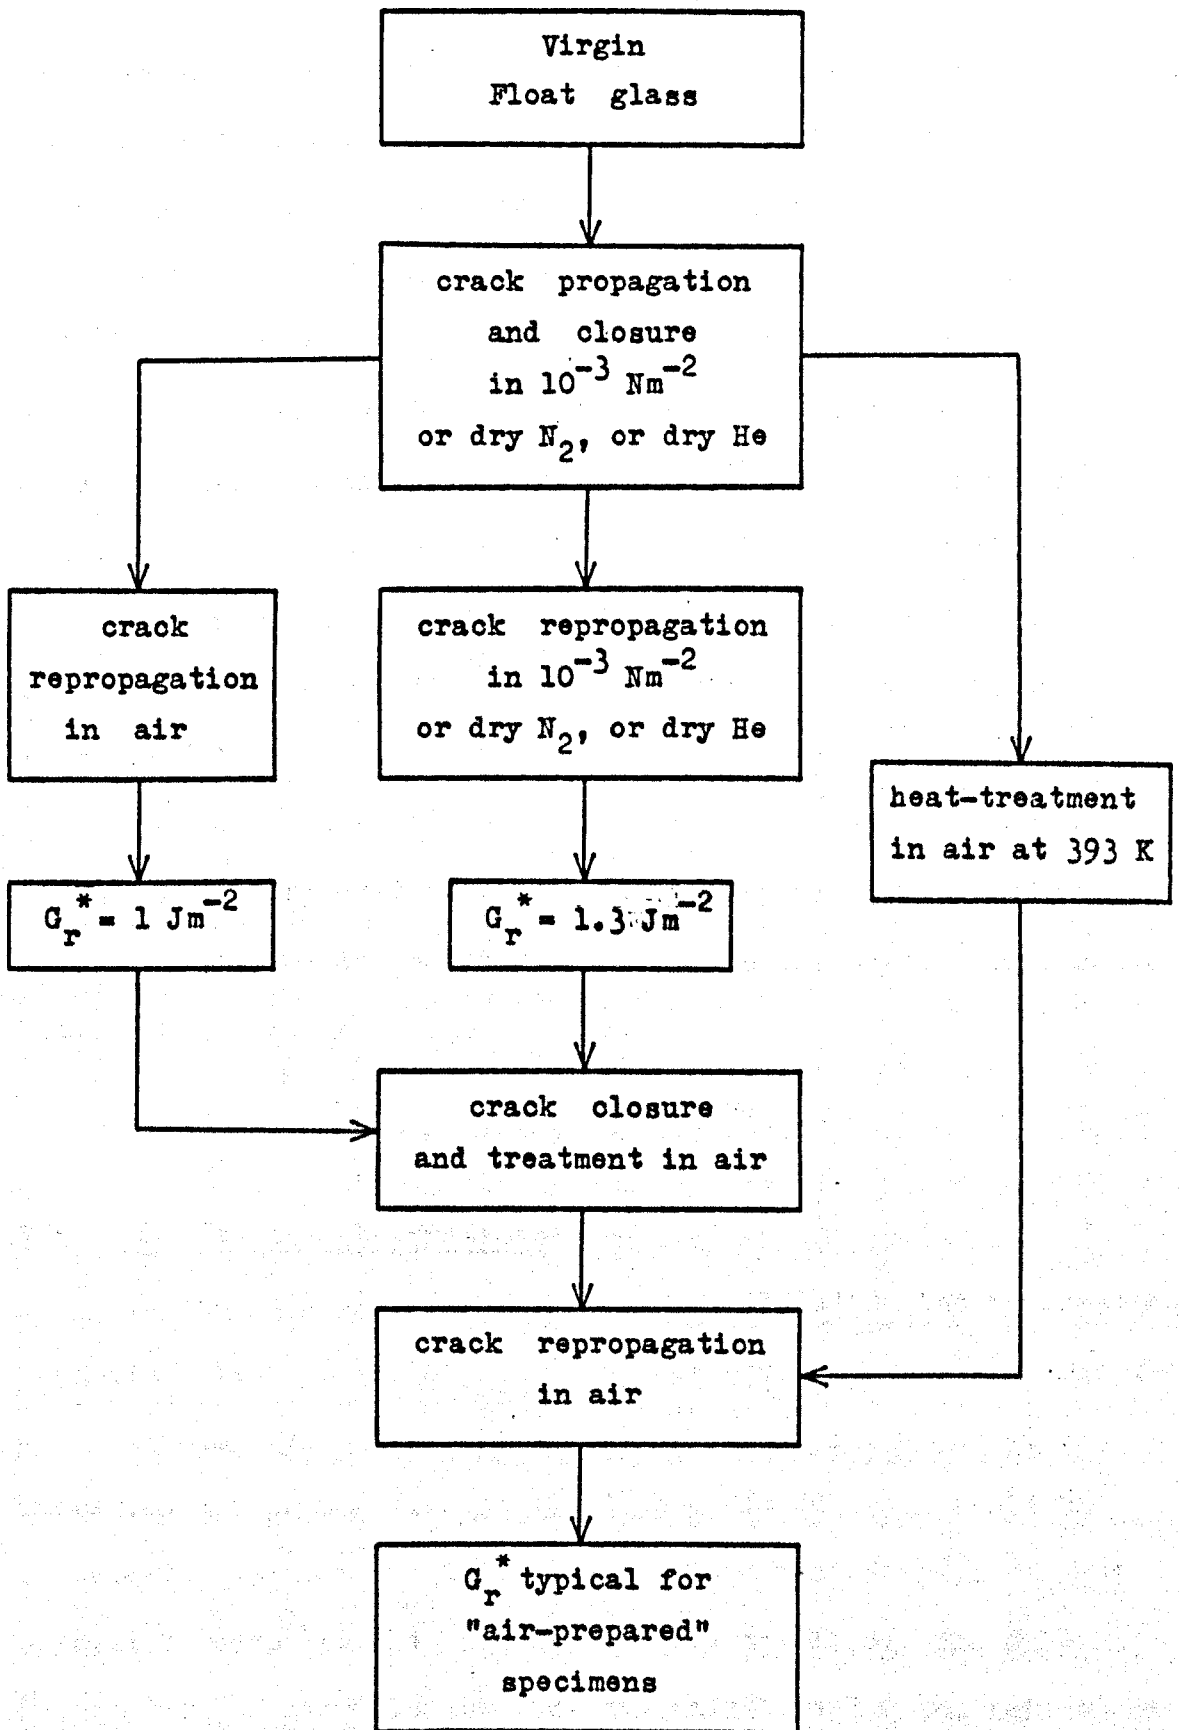 Virgin
Float glass
crack propagation
and closure
in 10⁻³ Nm⁻²
or dry N₂, or dry He
crack
repropagation
in air
crack repropagation
in 10⁻³ Nm⁻²
or dry N₂, or dry He
heat-treatment
in air at 393 K
Gᵣ* = 1 Jm⁻²
Gᵣ* = 1.3 Jm⁻²
crack closure
and treatment in air
crack repropagation
in air
Gᵣ* typical for
"air-prepared"
specimens